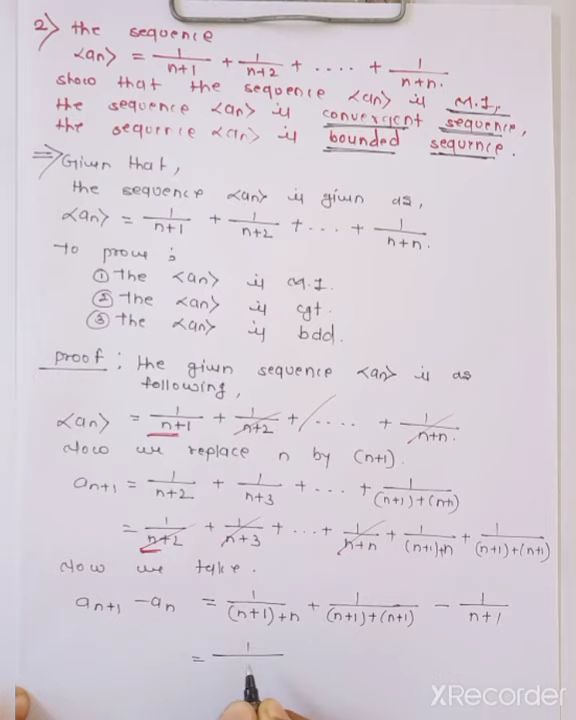 2) the sequence
<an> = 1/n+1 + 1/n+2 + .... + 1/n+n.
show that the sequence <an> is M.I,
the sequence <an> is convergent sequence,
the sequence <an> is bounded sequence.
=> Given that,
the sequence <an> is given as,
<an> = 1/n+1 + 1/n+2 + ... + 1/n+n.
To prove :
① the <an> is M.I.
② the <an> is cgt.
③ the <an> is bdd.
proof : the given sequence <an> is as
following,
<an> = 1/n+1 + 1/n+2 + .... + 1/n+n.
Now we replace n by (n+1).
an+1 = 1/n+2 + 1/n+3 + ... + 1/(n+1)+(n+1)
= 1/n+2 + 1/n+3 + ... + 1/n+n + 1/(n+1)+n + 1/(n+1)+(n+1)
Now we take.
an+1 - an = 1/(n+1)+n + 1/(n+1)+(n+1) - 1/n+1
= 1/
XRecorder